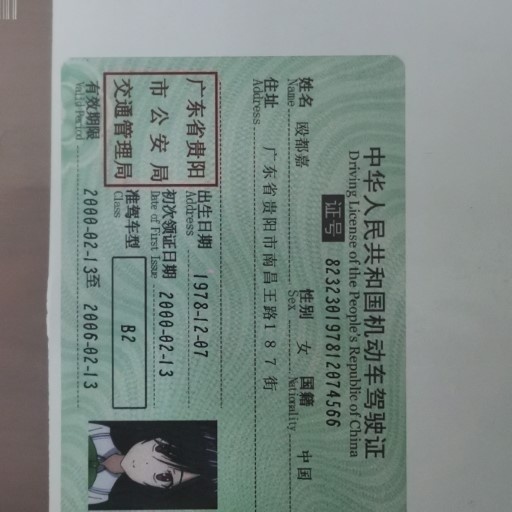 中华人民共和国机动车驾驶证
Driving License of the People's Republic of China
证号 823230197812074566
姓名 殴都嘉 性别 女 国籍 中国
Name Sex Nationality
住址 广东省贵阳市南昌王路187街
Address
广东省贵阳
市公安局
交通管理局
出生日期 1978-12-07
Address
初次领证日期 2000-02-13
Date of First Issue
准驾车型 B2
Class
有效期限 2000-02-13至 2006-02-13
Valid Period